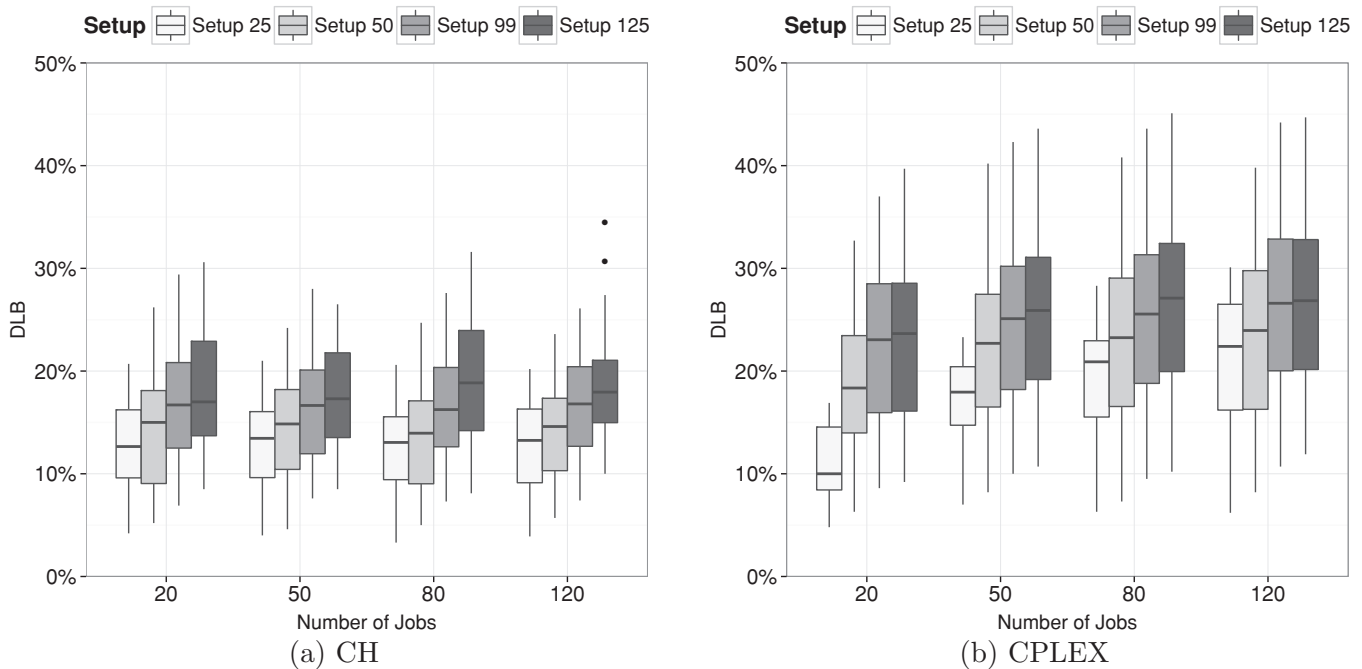 Setup Setup 25 Setup 50 Setup 99 Setup 125
50%
40%
30%
20%
10%
0%
DLB
20 50 80 120
Number of Jobs
(a) CH
Setup Setup 25 Setup 50 Setup 99 Setup 125
50%
40%
30%
20%
10%
0%
DLB
20 50 80 120
Number of Jobs
(b) CPLEX